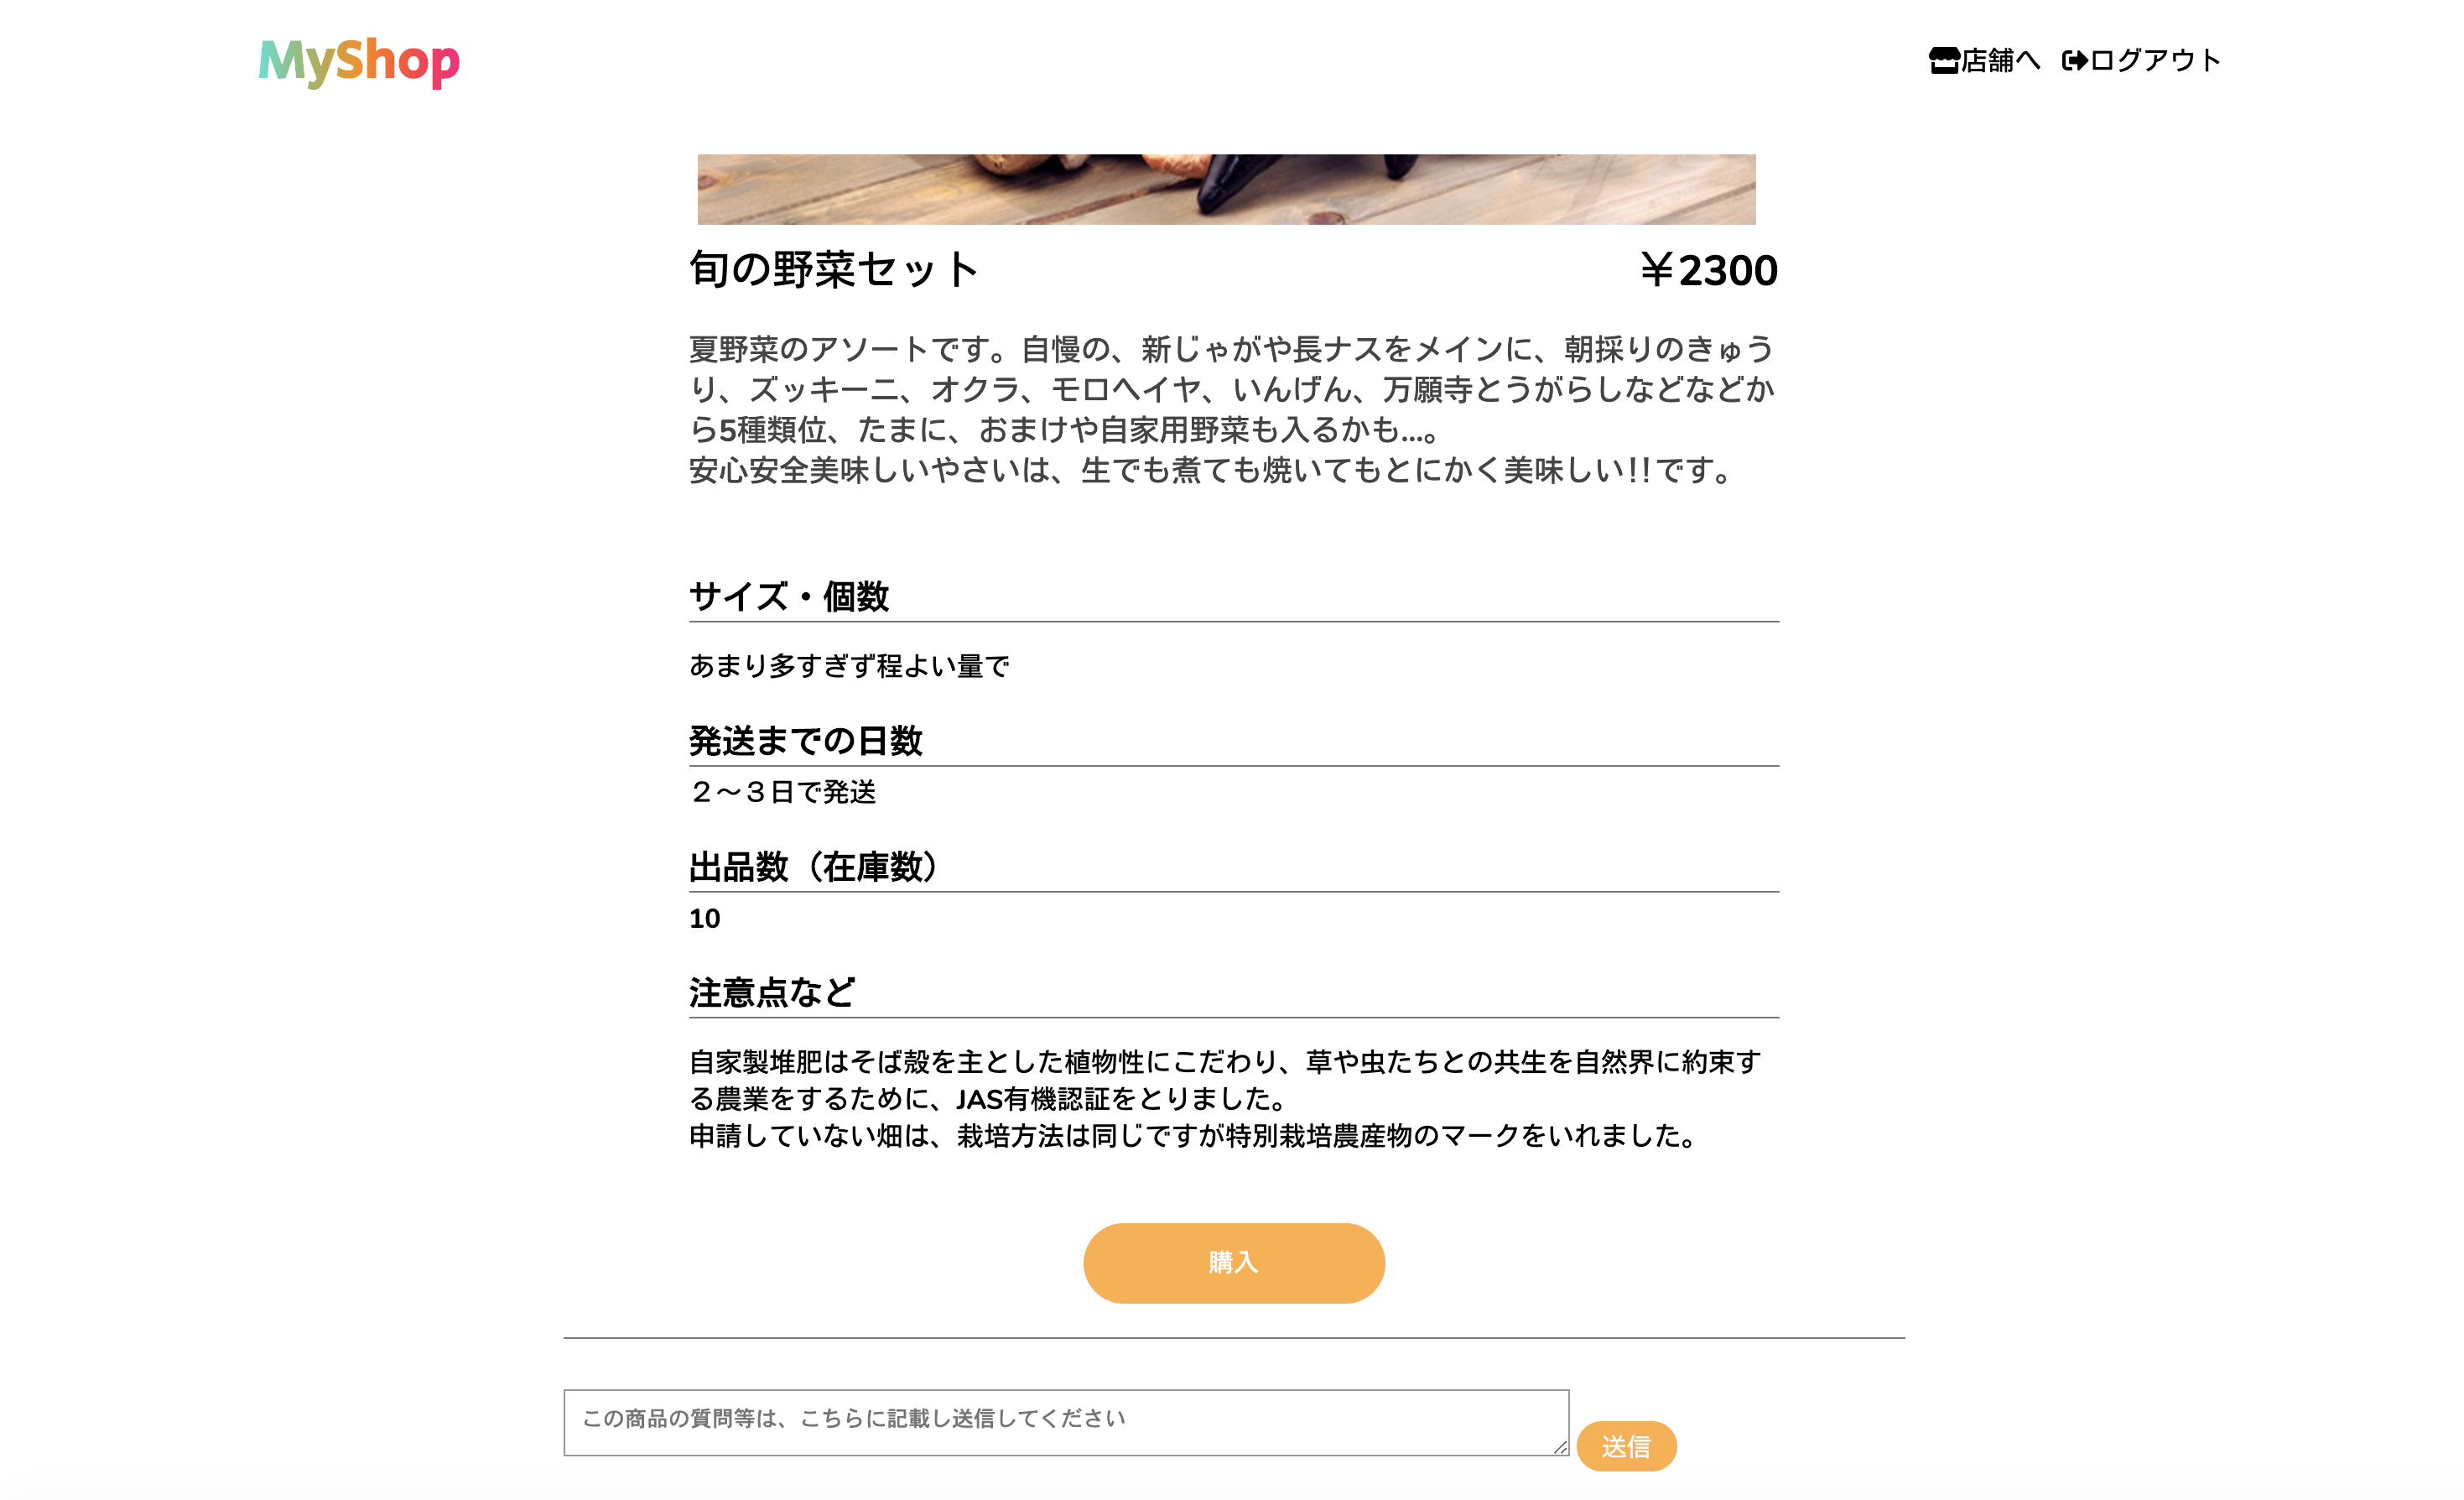 MyShop
店舗へ ログアウト
旬の野菜セット ￥2300
夏野菜のアソートです。自慢の、新じゃがや長ナスをメインに、朝採りのきゅう
り、ズッキーニ、オクラ、モロヘイヤ、いんげん、万願寺とうがらしなどなどか
ら5種類位、たまに、おまけや自家用野菜も入るかも...。
安心安全美味しいやさいは、生でも煮ても焼いてもとにかく美味しい!!です。
サイズ・個数
あまり多すぎず程よい量で
発送までの日数
２〜３日で発送
出品数（在庫数）
10
注意点など
自家製堆肥はそば殻を主とした植物性にこだわり、草や虫たちとの共生を自然界に約束す
る農業をするために、JAS有機認証をとりました。
申請していない畑は、栽培方法は同じですが特別栽培農産物のマークをいれました。
購入
この商品の質問等は、こちらに記載し送信してください
送信